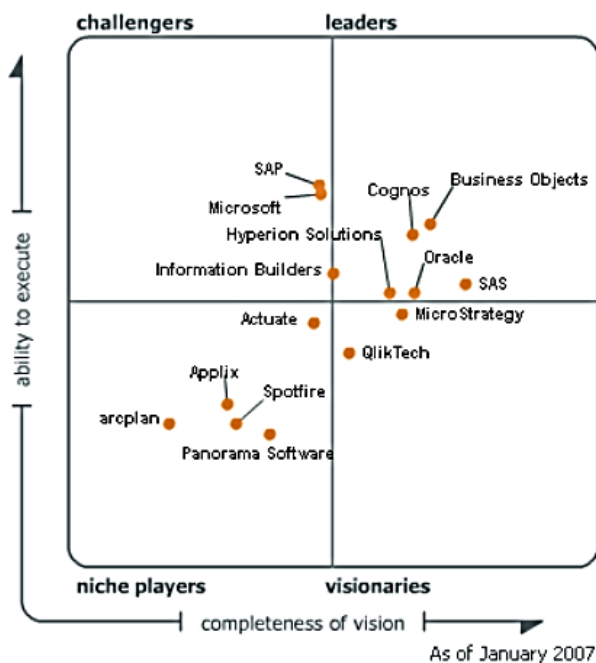 challengers
leaders
SAP
Microsoft
Cognos
Business Objects
Hyperion Solutions
Oracle
Information Builders
SAS
MicroStrategy
Actuate
QlikTech
Applix
Spotfire
arcplan
Panorama Software
niche players
visionaries
ability to execute
completeness of vision
As of January 2007